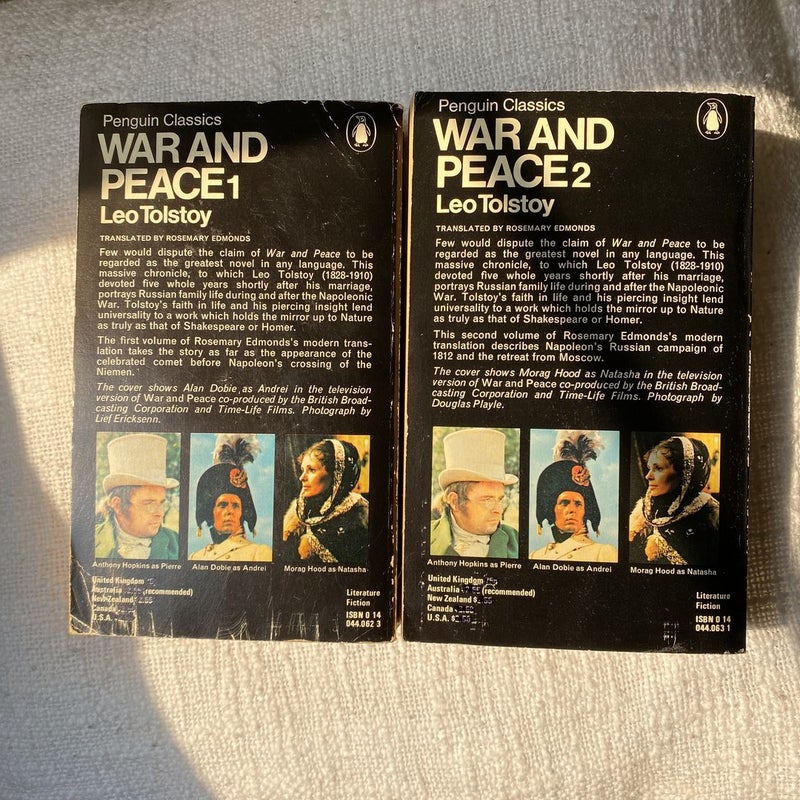 Penguin Classics
WAR AND
PEACE 1
Leo Tolstoy
TRANSLATED BY ROSEMARY EDMONDS
Few would dispute the claim of War and Peace to be
regarded as the greatest novel in any language. This
massive chronicle, to which Leo Tolstoy (1828-1910)
devoted five whole years shortly after his marriage,
portrays Russian family life during and after the Napoleonic
War. Tolstoy's faith in life and his piercing insight lend
universality to a work which holds the mirror up to Nature
as truly as that of Shakespeare or Homer.
The first volume of Rosemary Edmonds's modern trans-
lation takes the story as far as the appearance of the
celebrated comet before Napoleon's crossing of the
Niemen.
The cover shows Alan Dobie as Andrei in the television
version of War and Peace co-produced by the British Broad-
casting Corporation and Time-Life Films. Photograph by
Lief Ericksenn.
Anthony Hopkins as Pierre
Alan Dobie as Andrei
Morag Hood as Natasha
United Kingdom
Australia (recommended)
New Zealand
Canada
U.S.A.
Literature
Fiction
ISBN 0 14
044.062 3
Penguin Classics
WAR AND
PEACE 2
Leo Tolstoy
TRANSLATED BY ROSEMARY EDMONDS
Few would dispute the claim of War and Peace to be
regarded as the greatest novel in any language. This
massive chronicle, to which Leo Tolstoy (1828-1910)
devoted five whole years shortly after his marriage,
portrays Russian family life during and after the Napoleonic
War. Tolstoy's faith in life and his piercing insight lend
universality to a work which holds the mirror up to Nature
as truly as that of Shakespeare or Homer.
This second volume of Rosemary Edmonds's modern
translation describes Napoleon's Russian campaign of
1812 and the retreat from Moscow.
The cover shows Morag Hood as Natasha in the television
version of War and Peace co-produced by the British Broad-
casting Corporation and Time-Life Films. Photograph by
Douglas Playle.
Anthony Hopkins as Pierre
Alan Dobie as Andrei
Morag Hood as Natasha
United Kingdom
Australia (recommended)
New Zealand
Canada
U.S.A.
Literature
Fiction
ISBN 0 14
044.063 1